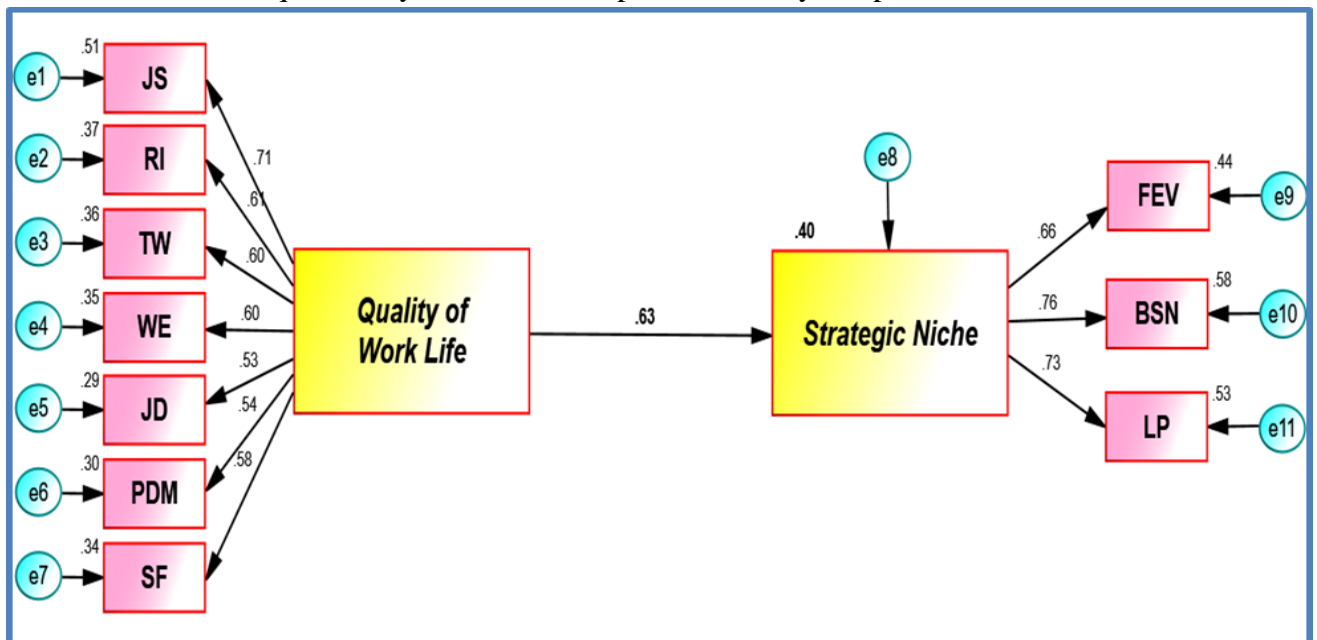 .51
e1
JS
.37
e2
RI
.36
e3
TW
.35
e4
WE
.29
e5
JD
.30
e6
PDM
.34
e7
SF
.71
.61
.60
.60
.53
.54
.58
Quality of
Work Life
.63
e8
.40
Strategic Niche
.66
.76
.73
FEV
.44
e9
BSN
.58
e10
LP
.53
e11